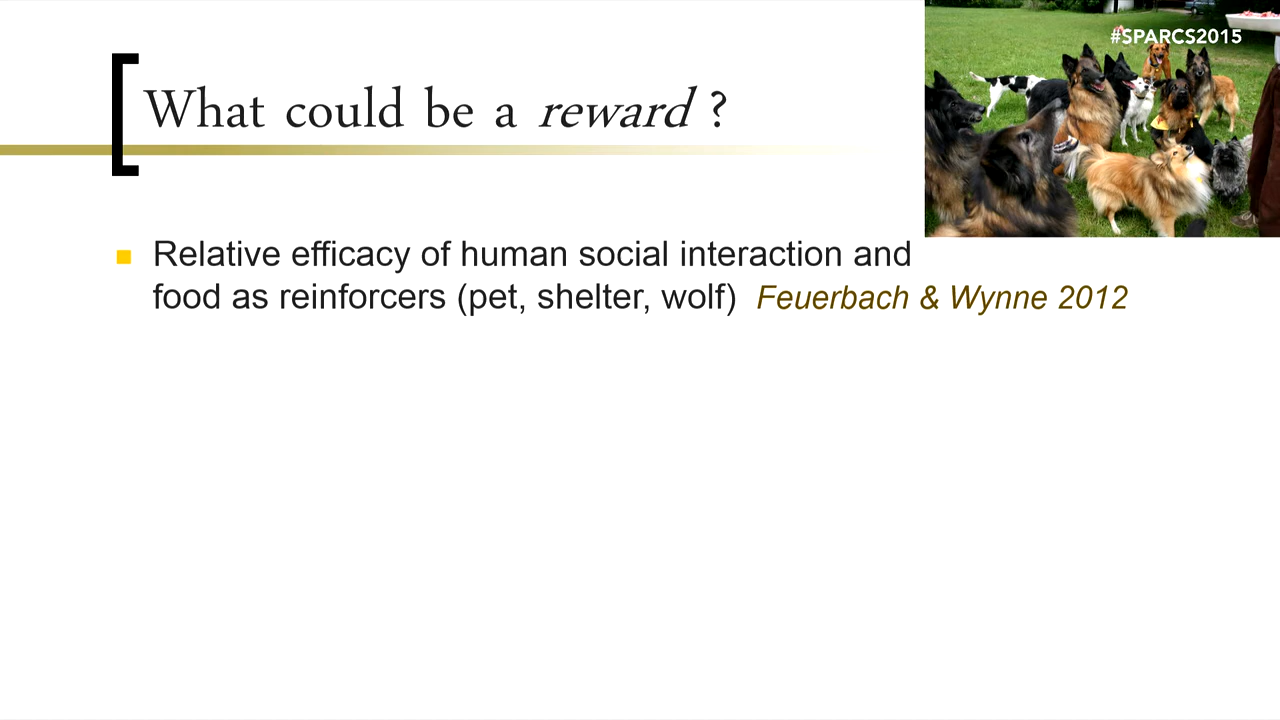 #SPARCS2015
What could be a reward ?
Relative efficacy of human social interaction and
food as reinforcers (pet, shelter, wolf) Feuerbach & Wynne 2012